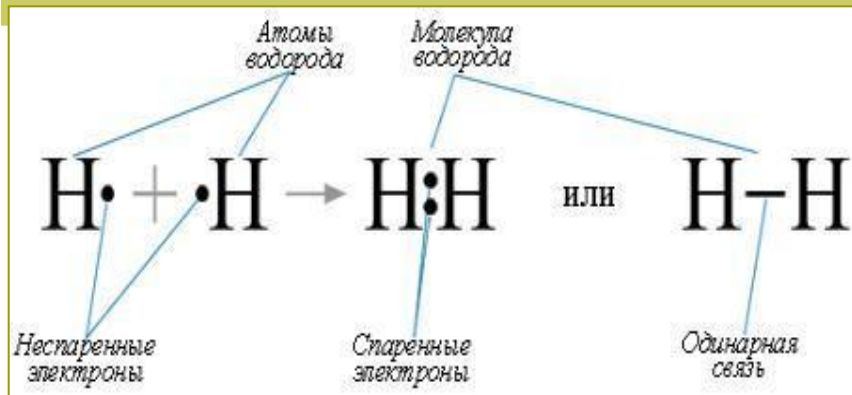 Атомы
водорода
Молекула
водорода
H· + ·H → H:H или H–H
Неспаренные
электроны
Спаренные
электроны
Одинарная
связь